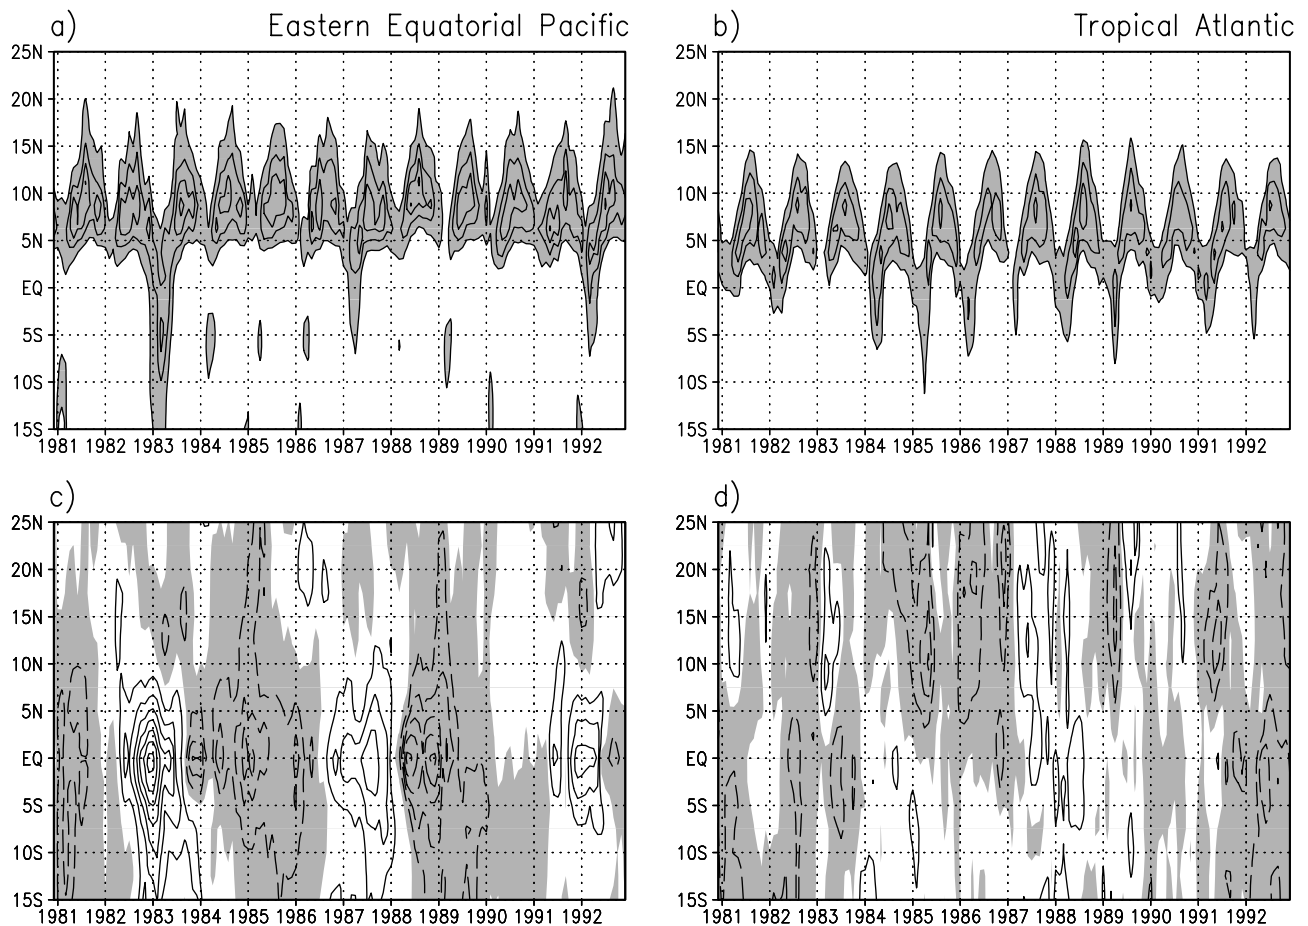 a) Eastern Equatorial Pacific
b) Tropical Atlantic
25N
20N
15N
10N
5N
EQ
5S
10S
15S
1981 1982 1983 1984 1985 1986 1987 1988 1989 1990 1991 1992
25N
20N
15N
10N
5N
EQ
5S
10S
15S
1981 1982 1983 1984 1985 1986 1987 1988 1989 1990 1991 1992
c)
d)
25N
20N
15N
10N
5N
EQ
5S
10S
15S
1981 1982 1983 1984 1985 1986 1987 1988 1989 1990 1991 1992
25N
20N
15N
10N
5N
EQ
5S
10S
15S
1981 1982 1983 1984 1985 1986 1987 1988 1989 1990 1991 1992